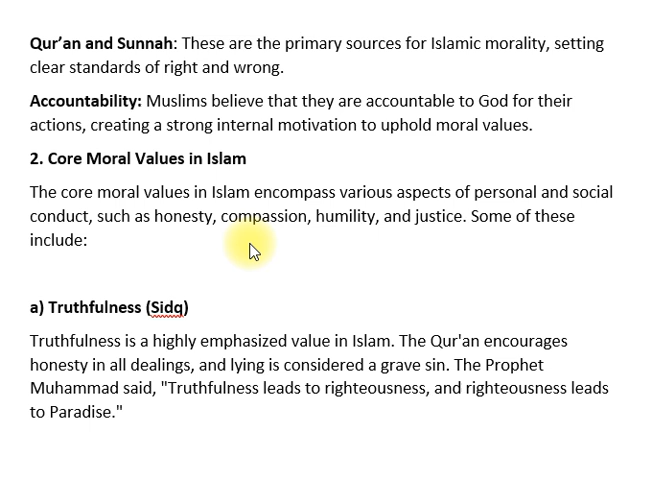 Qur’an and Sunnah: These are the primary sources for Islamic morality, setting
clear standards of right and wrong.
Accountability: Muslims believe that they are accountable to God for their
actions, creating a strong internal motivation to uphold moral values.
2. Core Moral Values in Islam
The core moral values in Islam encompass various aspects of personal and social
conduct, such as honesty, compassion, humility, and justice. Some of these
include:
a) Truthfulness (Sidq)
Truthfulness is a highly emphasized value in Islam. The Qur'an encourages
honesty in all dealings, and lying is considered a grave sin. The Prophet
Muhammad said, "Truthfulness leads to righteousness, and righteousness leads
to Paradise."